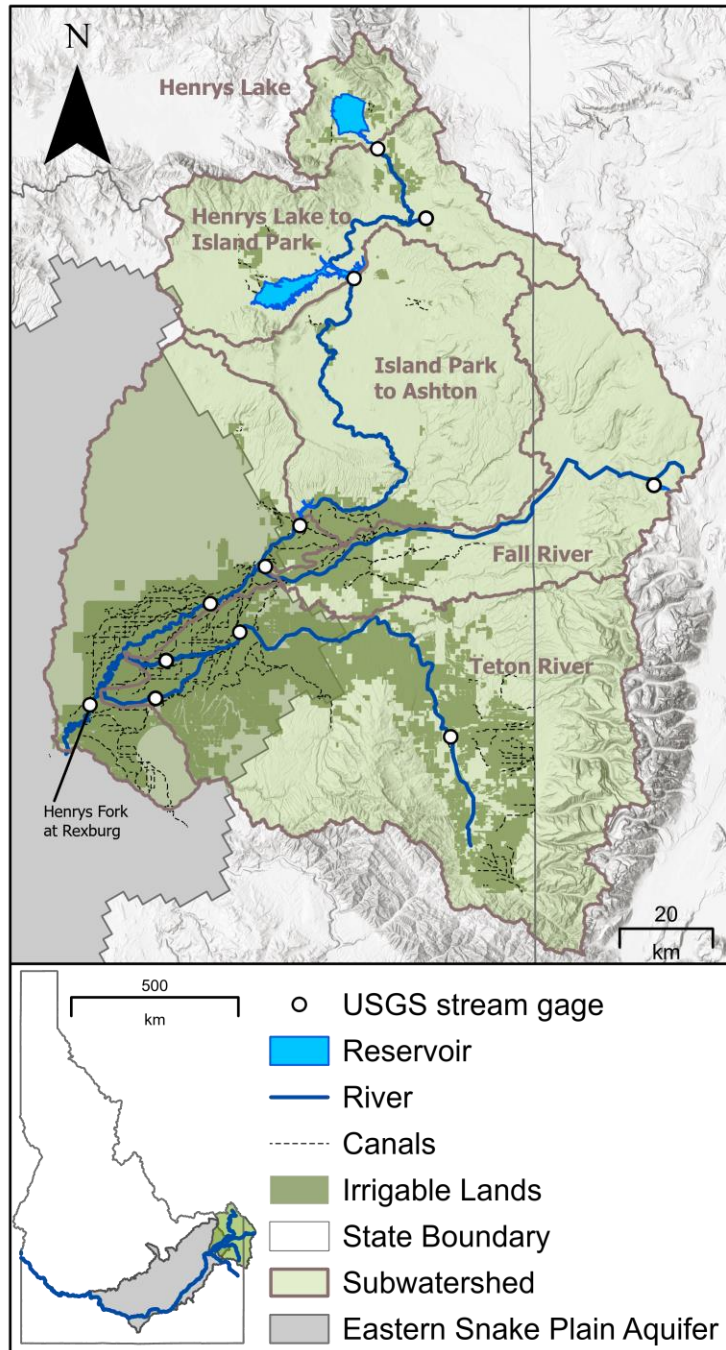 N
Henrys Lake
Henrys Lake to
Island Park
Island Park
to Ashton
Fall River
Teton River
Henrys Fork
at Rexburg
20
km
500
km
USGS stream gage
Reservoir
River
Canals
Irrigable Lands
State Boundary
Subwatershed
Eastern Snake Plain Aquifer